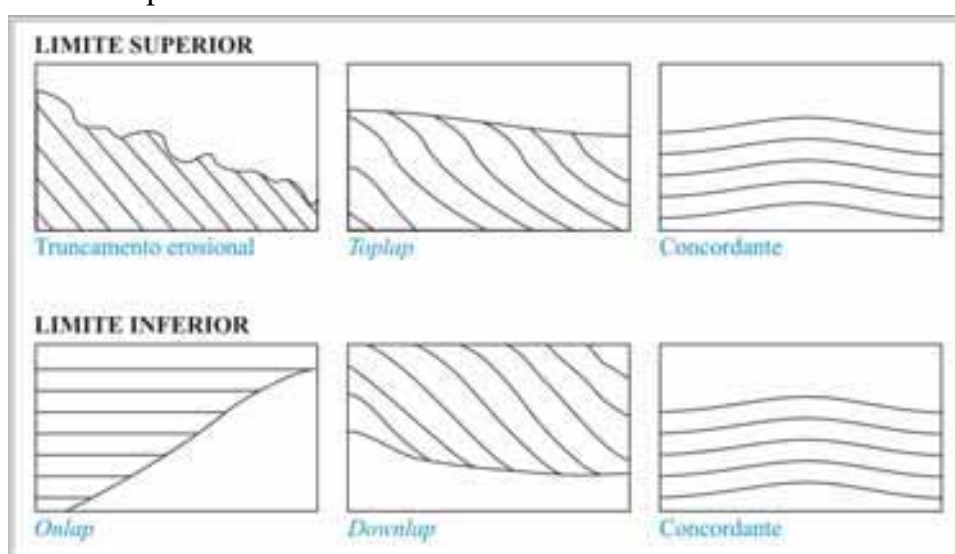 LIMITE SUPERIOR
Truncamento erosional
Toplap
Concordante
LIMITE INFERIOR
Onlap
Downlap
Concordante